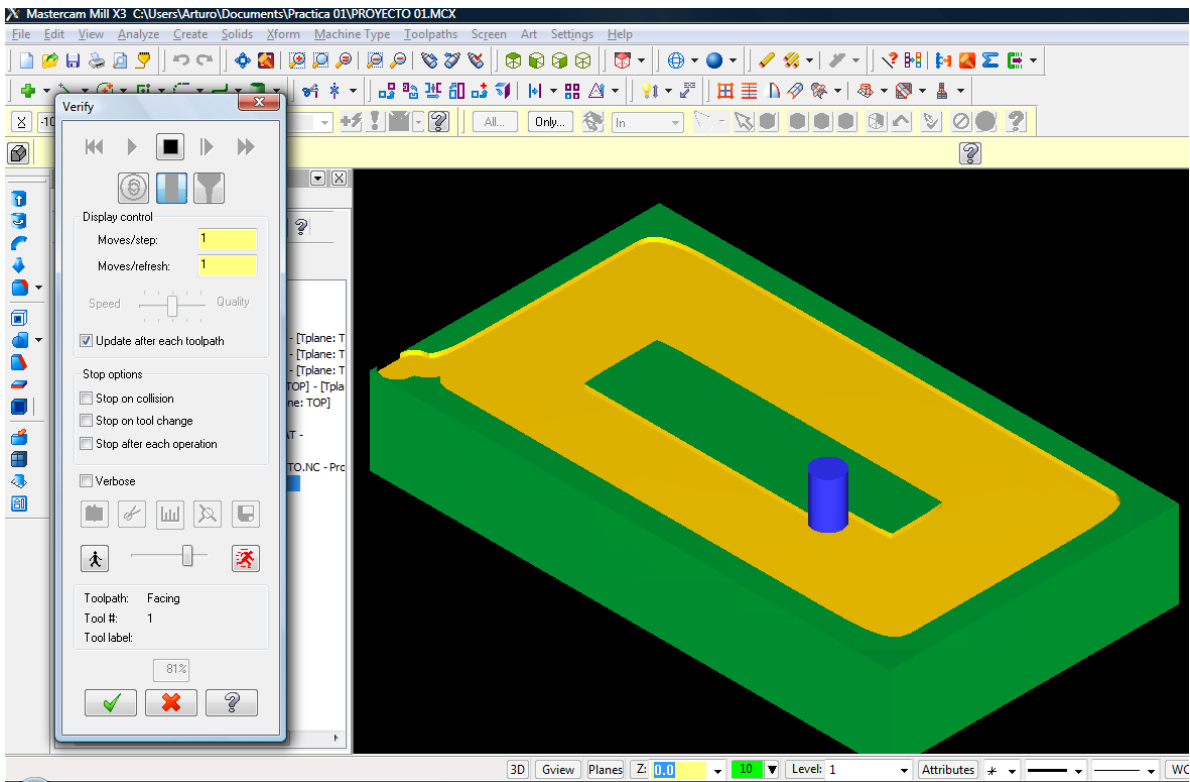 Mastercam Mill X3 C:\Users\Arturo\Documents\Practica 01\PROYECTO 01.MCX
File Edit View Analyze Create Solids Xform Machine Type Toolpaths Screen Art Settings Help
Verify
-10
All... Only... In
Display control
Moves/step: 1
Moves/refresh: 1
Speed Quality
Update after each toolpath
Stop options
Stop on collision
Stop on tool change
Stop after each operation
Verbose
Toolpath: Facing
Tool #: 1
Tool label:
81%
- [Tplane: T
- [Tplane: T
- [Tplane: T
TOP] - [Tpla
ne: TOP]
AT -
TO.NC - Prc
3D Gview Planes Z: 0.0 10 Level: 1 Attributes WC